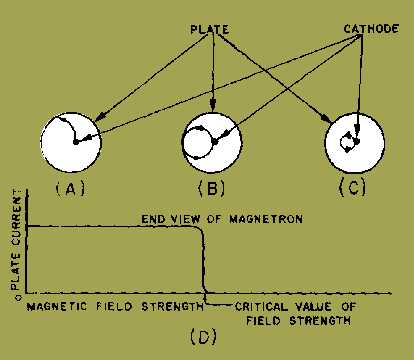 PLATE CATHODE
(A) (B) (C)
PLATE CURRENT
0
END VIEW OF MAGNETRON
MAGNETIC FIELD STRENGTH CRITICAL VALUE OF
FIELD STRENGTH
(D)